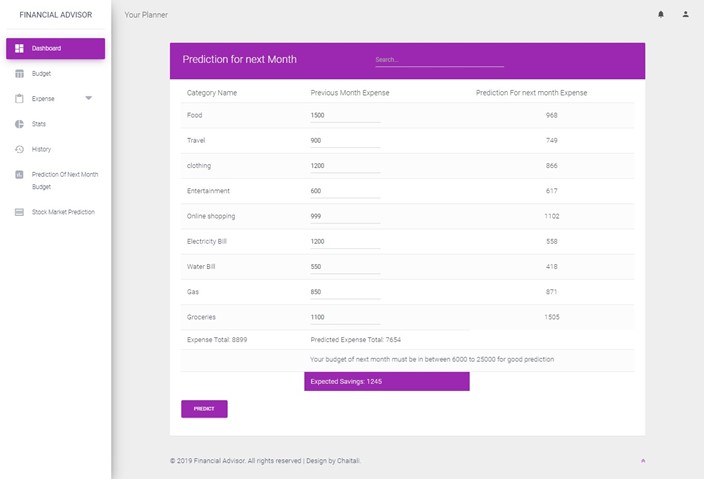 FINANCIAL ADVISOR
Your Planner
Dashboard
Budget
Expense
Stats
History
Prediction Of Next Month
Budget
Stock Market Prediction
Prediction for next Month
Search...
Category Name Previous Month Expense Prediction For next month Expense
Food 1500 968
Travel 900 749
clothing 1200 866
Entertainment 600 617
Online shopping 999 1102
Electricity Bill 1200 558
Water Bill 550 418
Gas 850 871
Groceries 1100 1505
Expense Total: 8899 Predicted Expense Total: 7654
Your budget of next month must be in between 6000 to 25000 for good prediction
Expected Savings: 1245
PREDICT
© 2019 Financial Advisor. All rights reserved | Design by Chaitali.